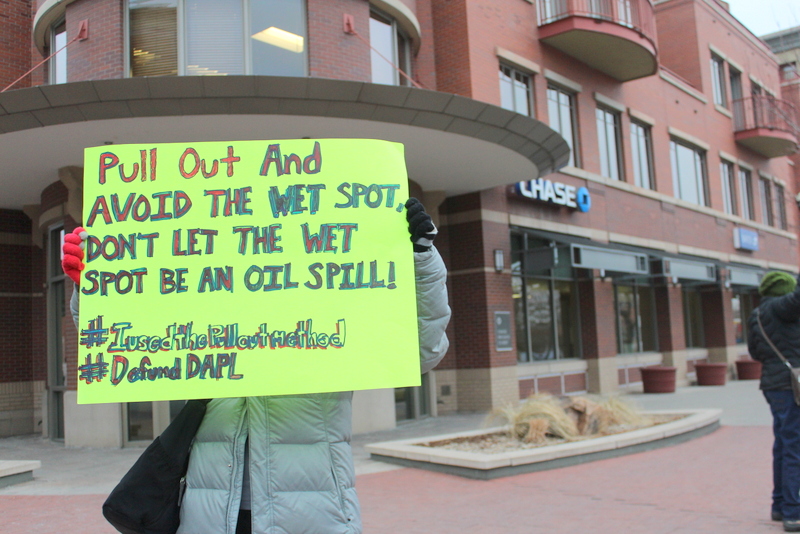 Pull Out And
AVOID THE WET SPOT,
DON'T LET THE WET
SPOT BE AN OIL SPILL!
#IusedthePulloutmethod
#Defund DAPL
CHASE